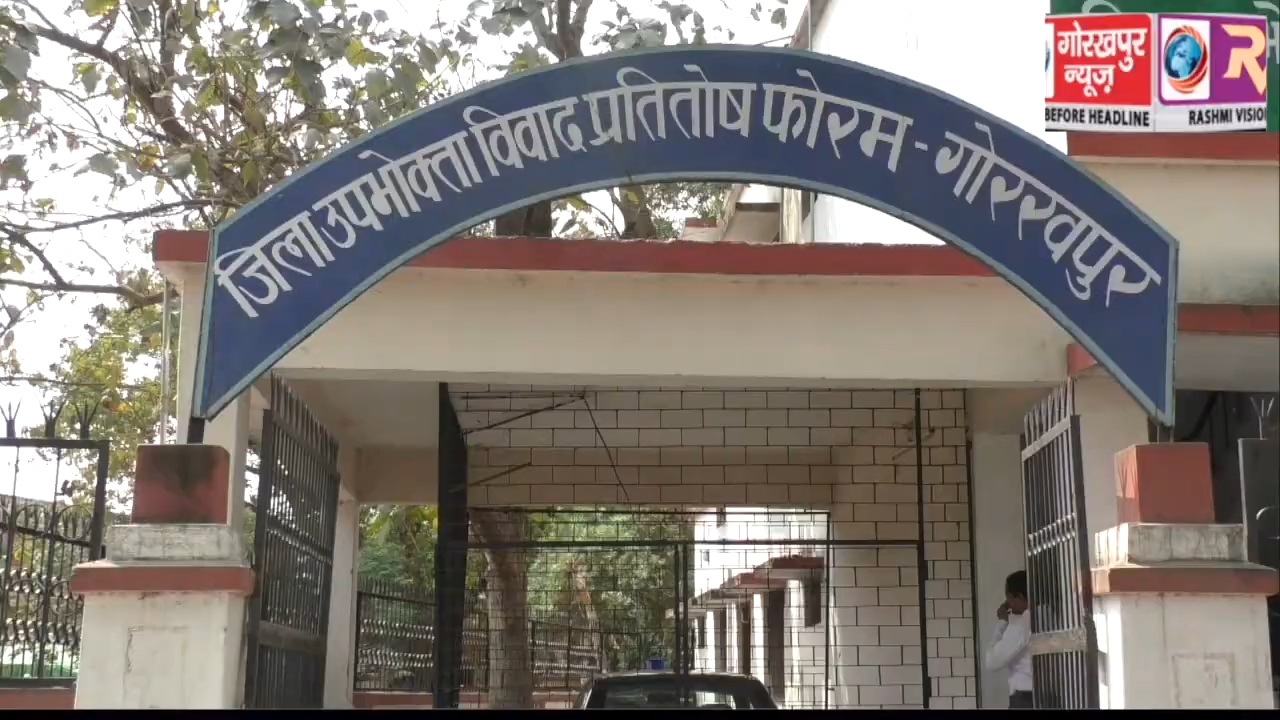 जिला उपभोक्ता विवाद प्रतितोष फोरम - गोरखपुर
गोरखपुर
न्यूज़
R
BEFORE HEADLINE
RASHMI VISION